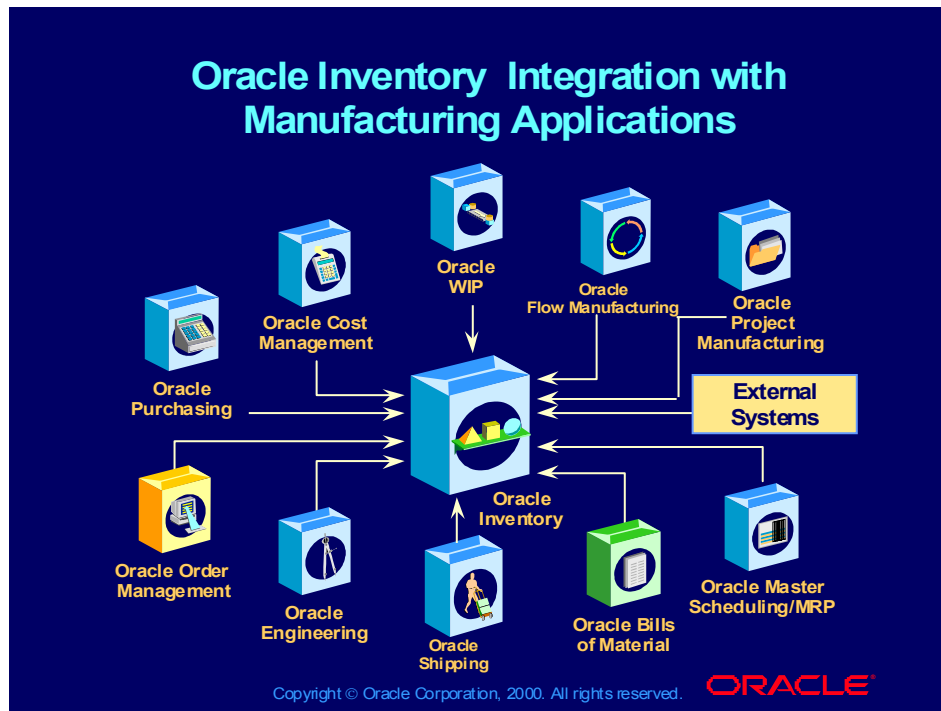 Oracle Inventory Integration with
Manufacturing Applications
Oracle
WIP
Oracle
Flow Manufacturing
Oracle
Project
Manufacturing
Oracle Cost
Management
Oracle
Purchasing
External
Systems
Oracle
Inventory
Oracle Order
Management
Oracle
Engineering
Oracle
Shipping
Oracle Bills
of Material
Oracle Master
Scheduling/MRP
Copyright © Oracle Corporation, 2000. All rights reserved.
ORACLE®